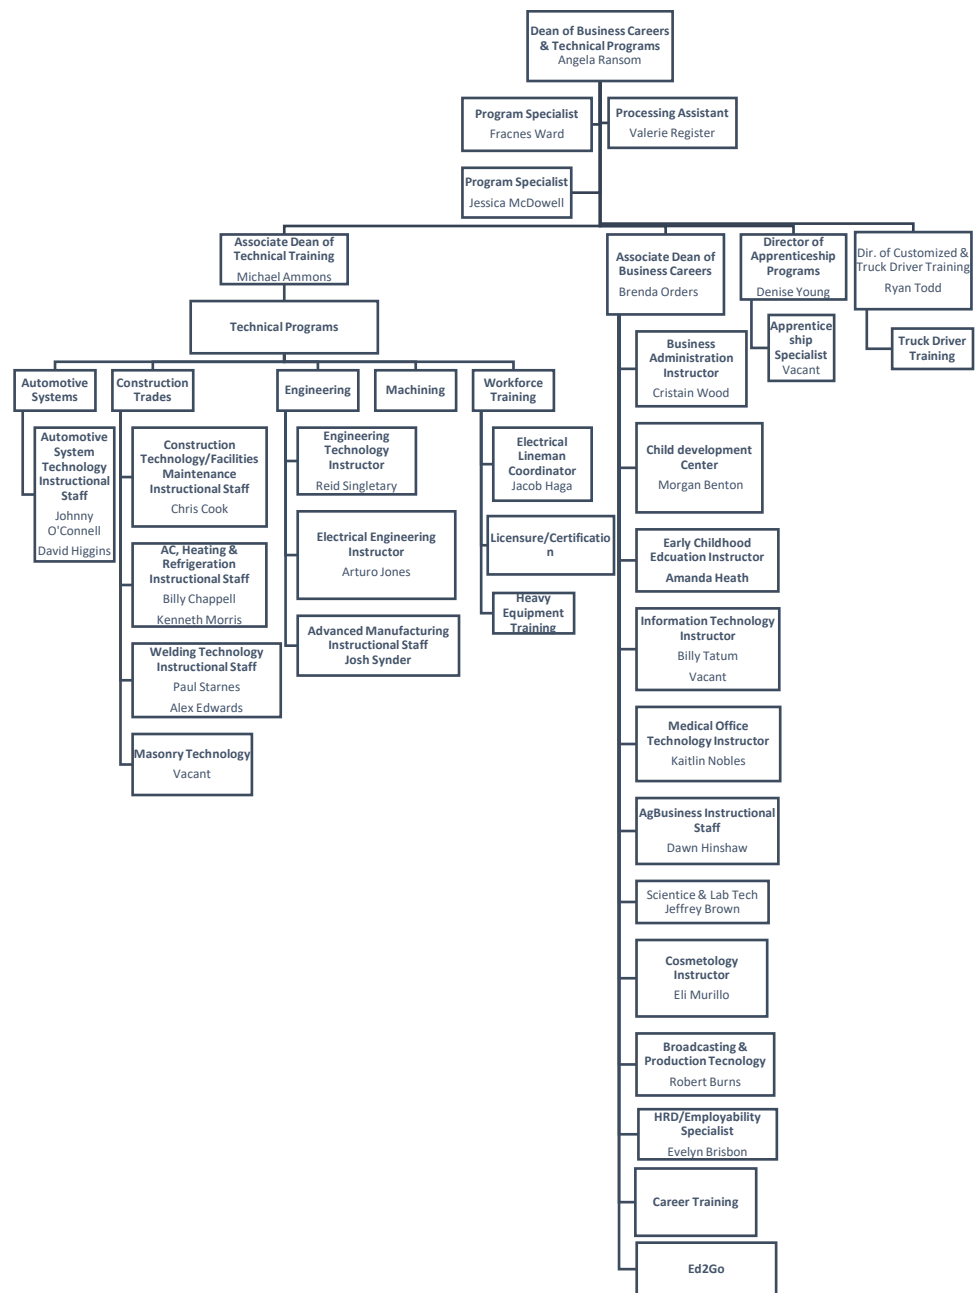 Dean of Business Careers
& Technical Programs
Angela Ransom
Program Specialist
Fracnes Ward
Processing Assistant
Valerie Register
Program Specialist
Jessica McDowell
Associate Dean of
Technical Training
Michael Ammons
Associate Dean of
Business Careers
Brenda Orders
Director of
Apprenticeship
Programs
Denise Young
Dir. of Customized &
Truck Driver Training
Ryan Todd
Technical Programs
Apprentice
ship
Specialist
Vacant
Truck Driver
Training
Automotive
Systems
Construction
Trades
Engineering
Machining
Workforce
Training
Automotive
System
Technology
Instructional
Staff
Johnny
O'Connell
David Higgins
Construction
Technology/Facilities
Maintenance
Instructional Staff
Chris Cook
AC, Heating &
Refrigeration
Instructional Staff
Billy Chappell
Kenneth Morris
Welding Technology
Instructional Staff
Paul Starnes
Alex Edwards
Masonry Technology
Vacant
Engineering
Technology
Instructor
Reid Singletary
Electrical Engineering
Instructor
Arturo Jones
Advanced Manufacturing
Instructional Staff
Josh Synder
Electrical
Lineman
Coordinator
Jacob Haga
Licensure/Certificatio
n
Heavy
Equipment
Training
Business
Administration
Instructor
Cristain Wood
Child development
Center
Morgan Benton
Early Childhood
Edcuation Instructor
Amanda Heath
Information Technology
Instructor
Billy Tatum
Vacant
Medical Office
Technology Instructor
Kaitlin Nobles
AgBusiness Instructional
Staff
Dawn Hinshaw
Scientice & Lab Tech
Jeffrey Brown
Cosmetology
Instructor
Eli Murillo
Broadcasting &
Production Tecnology
Robert Burns
HRD/Employability
Specialist
Evelyn Brisbon
Career Training
Ed2Go